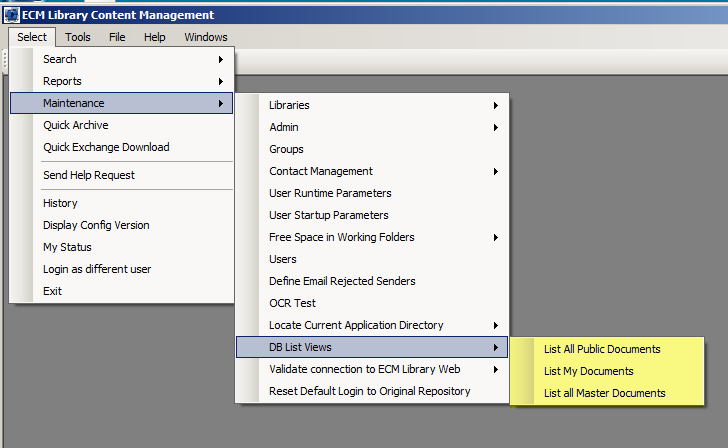 ECM Library Content Management
Select Tools File Help Windows
Search
Reports
Maintenance
Quick Archive
Quick Exchange Download
Send Help Request
History
Display Config Version
My Status
Login as different user
Exit
Libraries
Admin
Groups
Contact Management
User Runtime Parameters
User Startup Parameters
Free Space in Working Folders
Users
Define Email Rejected Senders
OCR Test
Locate Current Application Directory
DB List Views
Validate connection to ECM Library Web
Reset Default Login to Original Repository
List All Public Documents
List My Documents
List all Master Documents